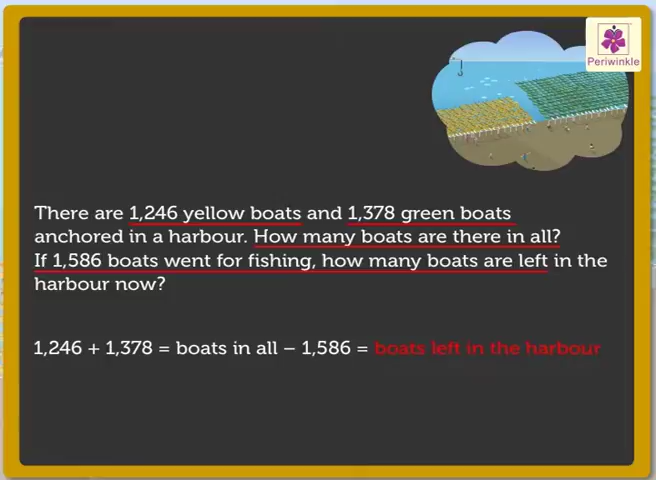 Periwinkle
There are 1,246 yellow boats and 1,378 green boats
anchored in a harbour. How many boats are there in all?
If 1,586 boats went for fishing, how many boats are left in the
harbour now?
1,246 + 1,378 = boats in all – 1,586 = boats left in the harbour